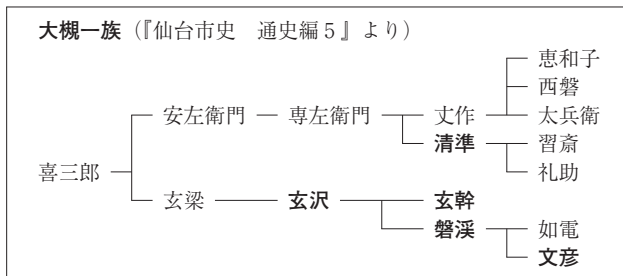 大槻一族（『仙台市史　通史編５』より）
恵和子
西磐
安左衛門 専左衛門 丈作 太兵衛
清準 習斎
喜三郎 礼助
玄梁 玄沢 玄幹
磐渓 如電
文彦